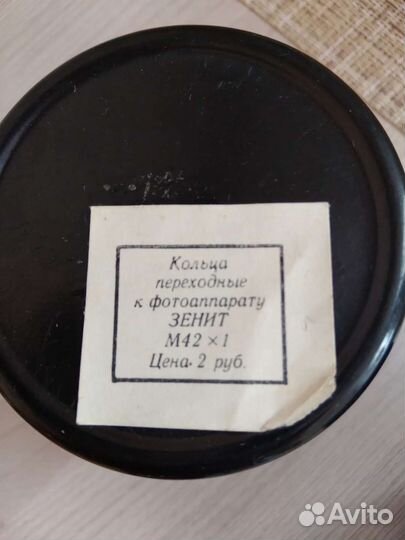 Кольца
переходные
к фотоаппарату
ЗЕНИТ
М42×1
Цена. 2 руб.
Avito